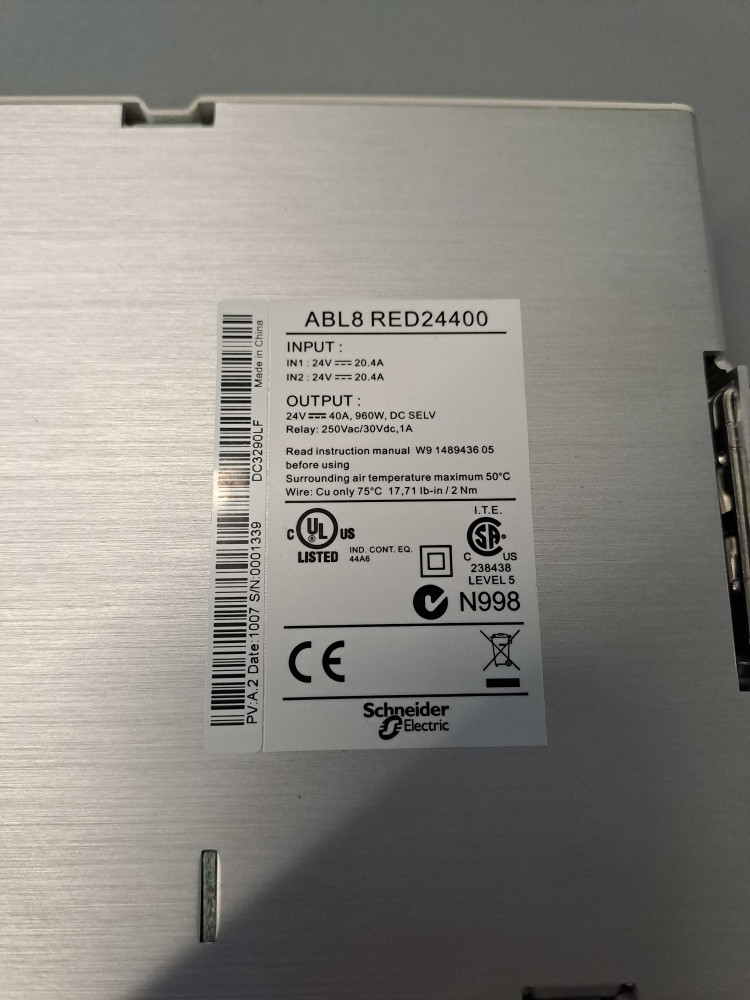 ABL8 RED24400
INPUT :
IN1 : 24V ⎓ 20.4A
IN2 : 24V ⎓ 20.4A
OUTPUT :
24V ⎓ 40A, 960W, DC SELV
Relay: 250Vac/30Vdc,1A
Read instruction manual W9 1489436 05
before using
Surrounding air temperature maximum 50°C
Wire: Cu only 75°C 17,71 lb-in / 2 Nm
C UL US
LISTED
IND. CONT. EQ.
44A6
I.T.E.
SA
C US
238438
LEVEL 5
N998
CE
Schneider
Electric
Made in China
DC3290LF
PV:A.2 Date:1007 S/N:0001339